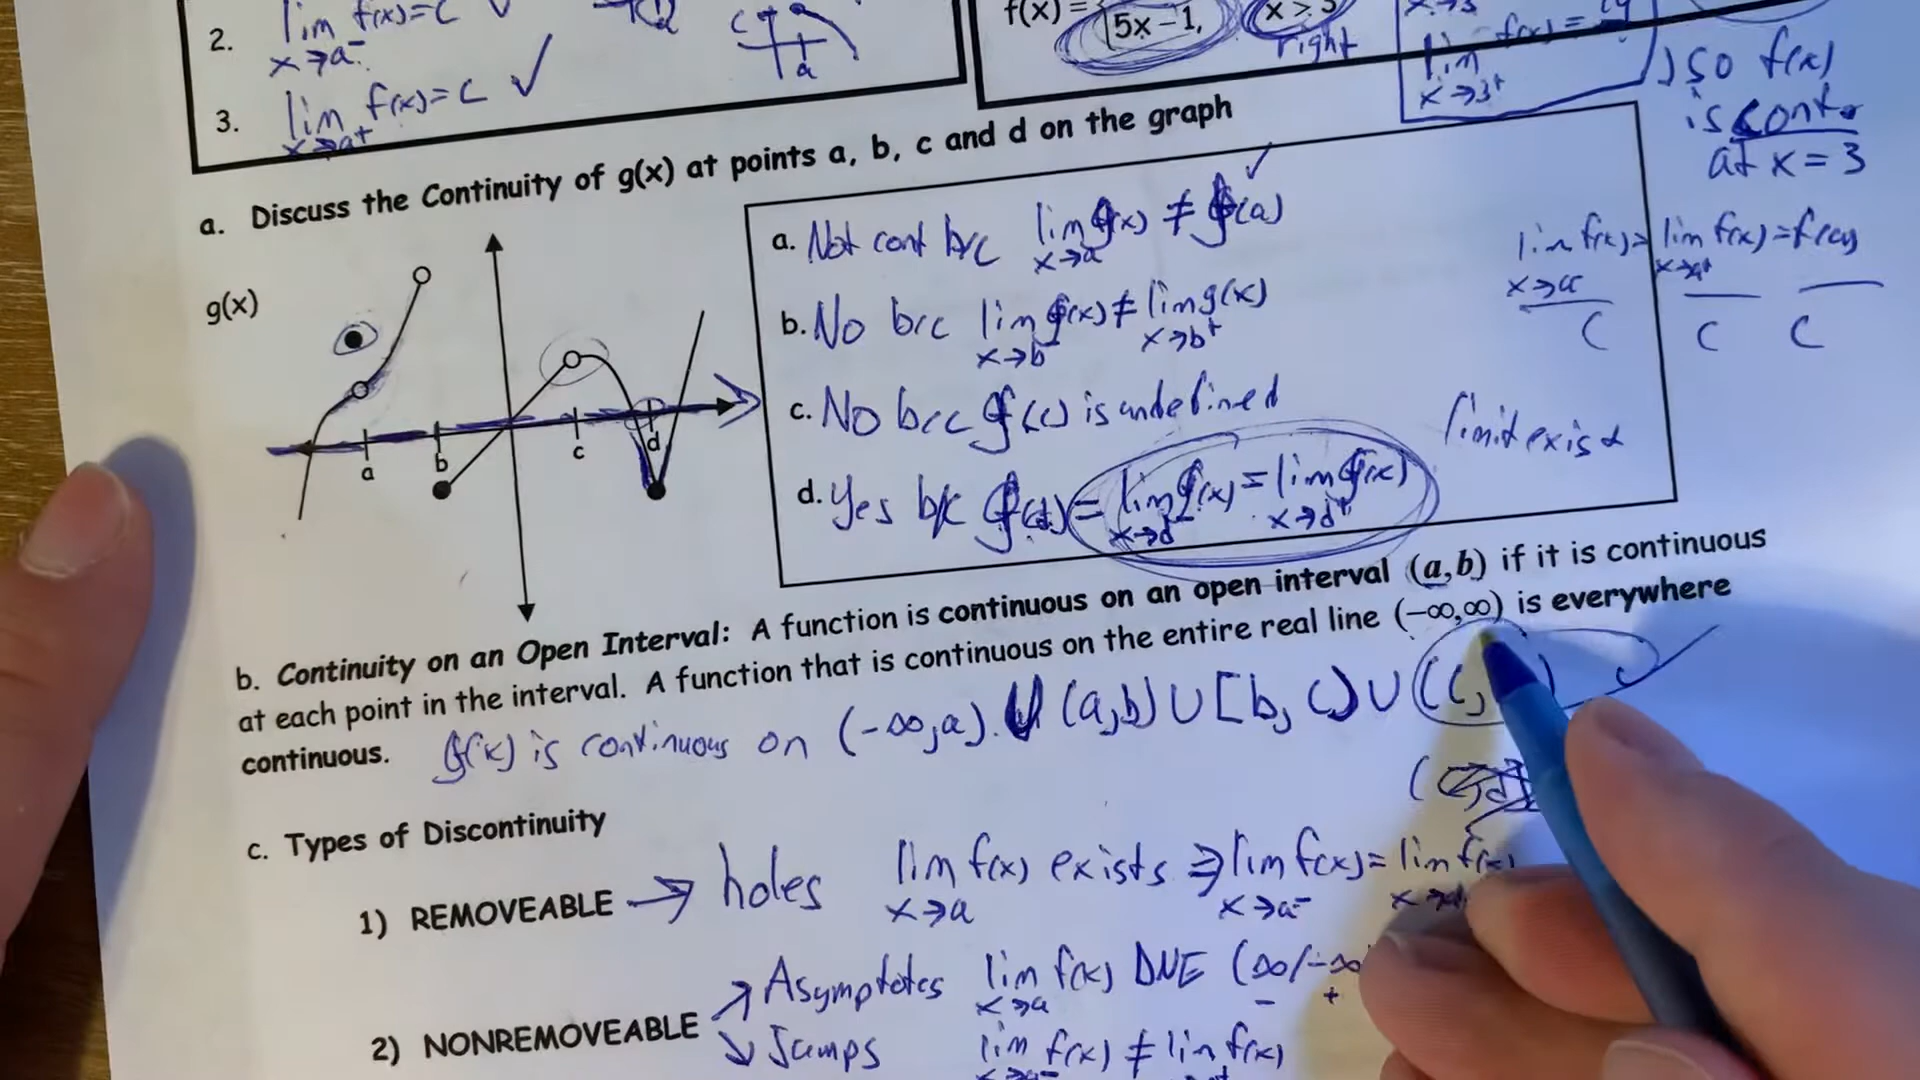 2. lim f(x)=c ✓
x→a⁻
3. lim f(x)=c ✓
x→a⁺
c
a
f(x) =
5x-1,
x > 3
right
lim f(x) =
x→3⁺
so f(x)
is cont.
at x=3
a. Discuss the Continuity of g(x) at points a, b, c and d on the graph
g(x)
a
b
c
d
a. Not cont b/c lim g(x) ≠ g(a) ✓
x→a
b. No b/c lim g(x) ≠ lim g(x)
x→b⁻ x→b⁺
c. No b/c g(c) is undefined
d. Yes b/c g(d) = lim g(x) = lim g(x)
x→d⁻ x→d⁺
lim f(x) = lim f(x) = f(a)
x→a⁻ x→a⁺
C C C
limit exist
b. Continuity on an Open Interval: A function is continuous on an open interval (a,b) if it is continuous
at each point in the interval. A function that is continuous on the entire real line (-∞,∞) is everywhere
continuous. g(x) is continuous on (-∞,a) ∪ (a,b) ∪ [b, c) ∪ (c,
c. Types of Discontinuity
1) REMOVEABLE → holes lim f(x) exists ⇒ lim f(x) = lim f(x)
x→a x→a⁻
2) NONREMOVEABLE
Asymptotes lim f(x) DNE (∞/-∞
x→a - +
Jumps lim f(x) ≠ lim f(x)